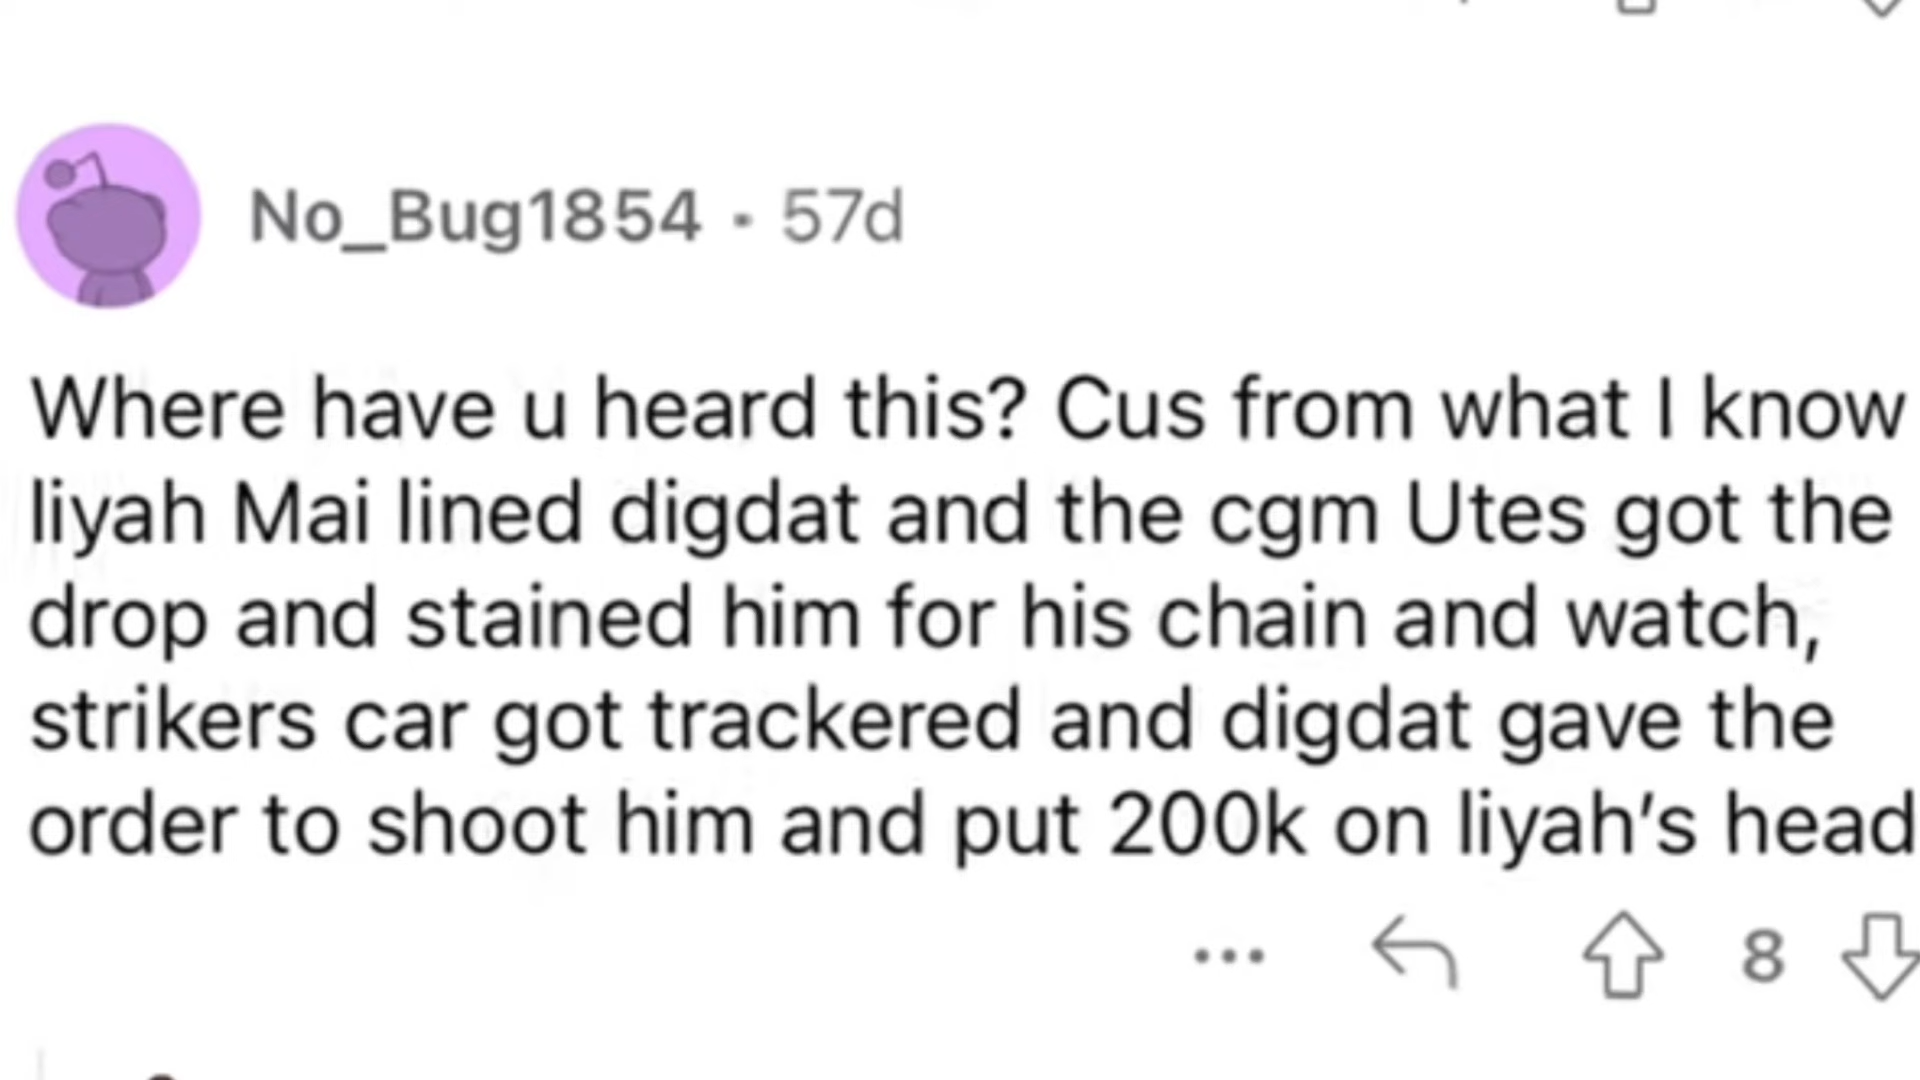 No_Bug1854 • 57d
Where have u heard this? Cus from what I know
liyah Mai lined digdat and the cgm Utes got the
drop and stained him for his chain and watch,
strikers car got trackered and digdat gave the
order to shoot him and put 200k on liyah’s head
... 8